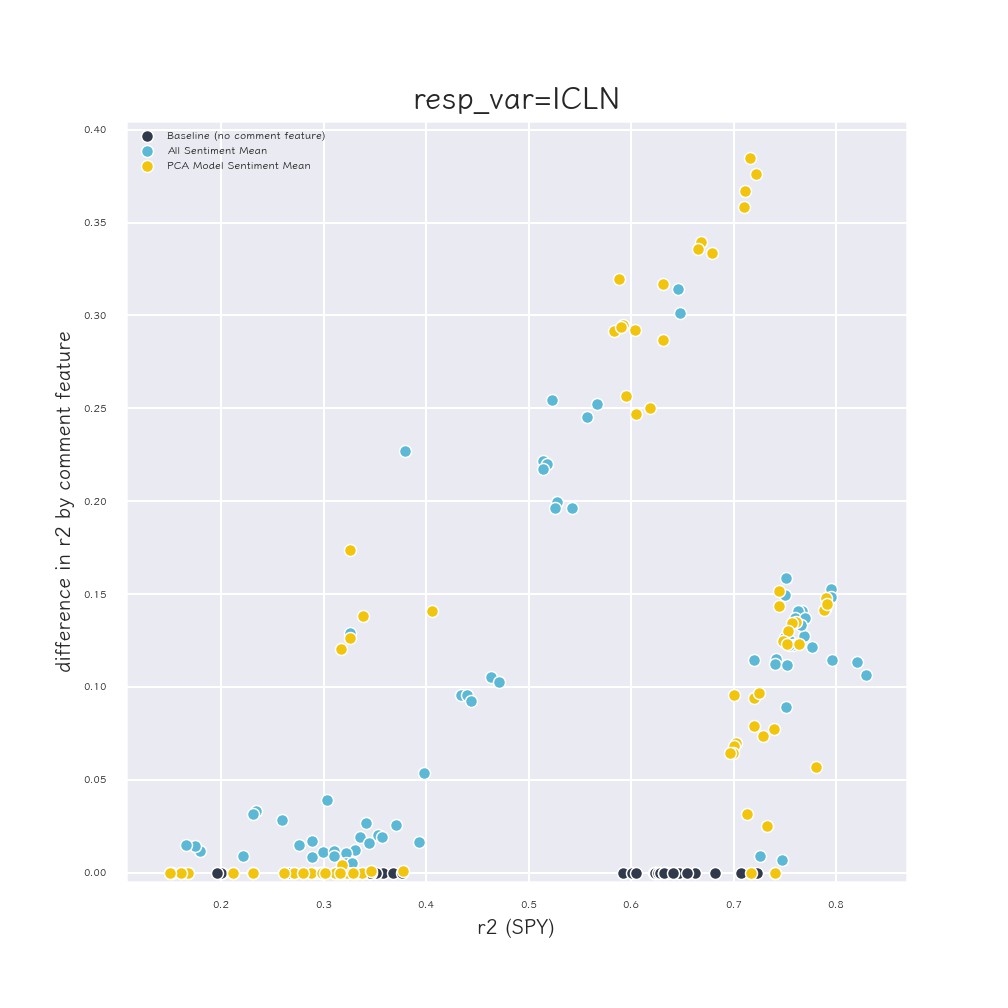 resp_var=ICLN
Baseline (no comment feature)
All Sentiment Mean
PCA Model Sentiment Mean
difference in r2 by comment feature
0.40
0.35
0.30
0.25
0.20
0.15
0.10
0.05
0.00
0.2 0.3 0.4 0.5 0.6 0.7 0.8
r2 (SPY)